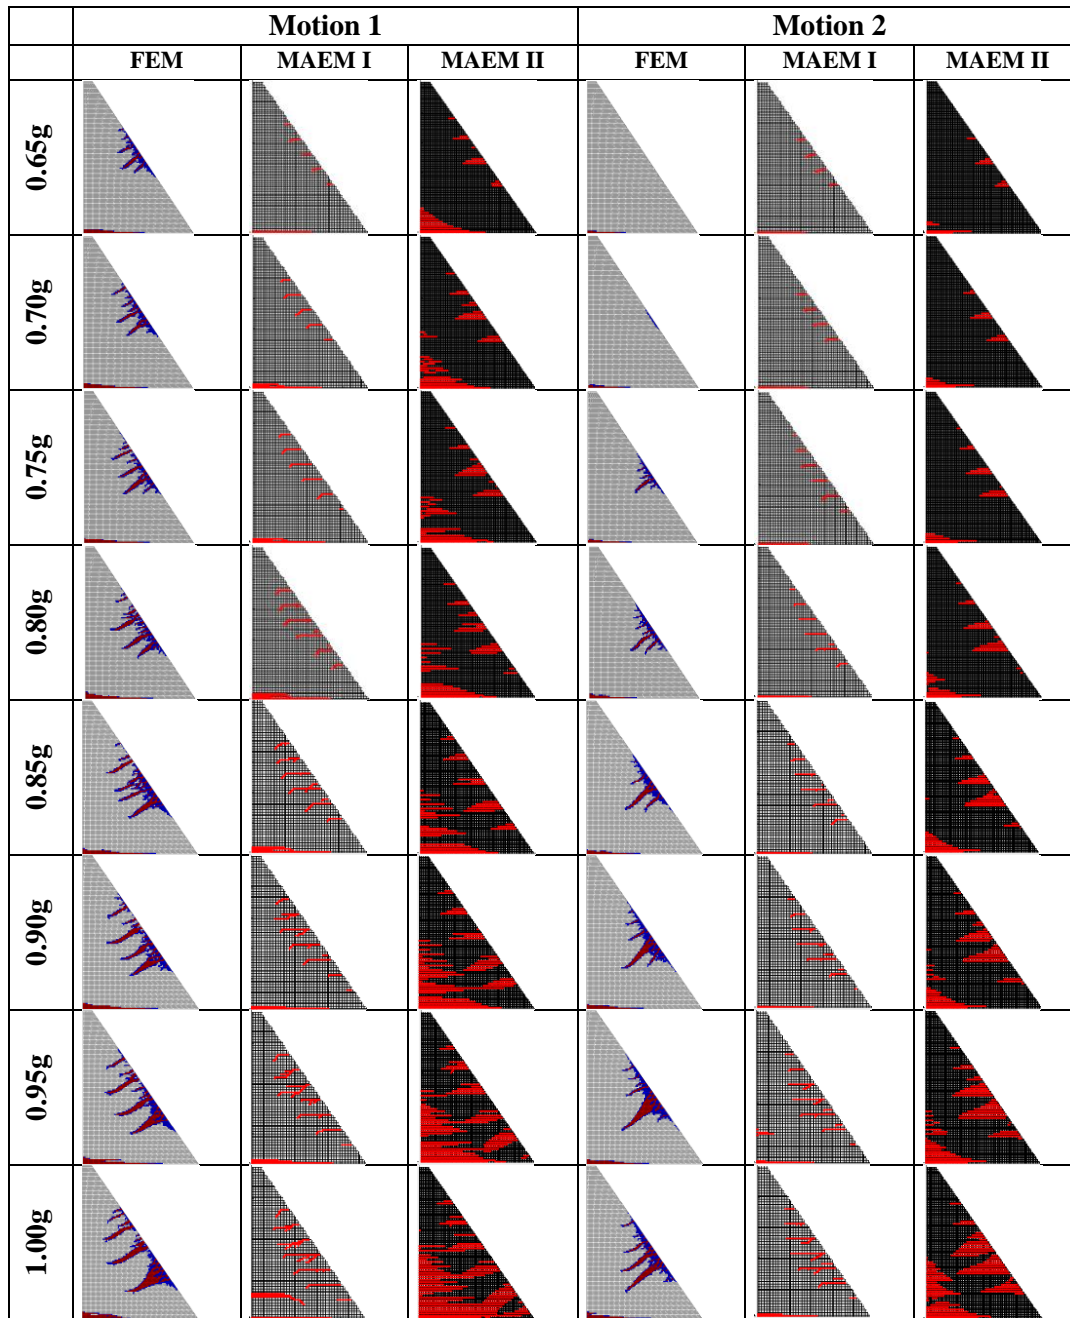 Motion 1 Motion 2
FEM MAEM I MAEM II FEM MAEM I MAEM II
0.65g
0.70g
0.75g
0.80g
0.85g
0.90g
0.95g
1.00g